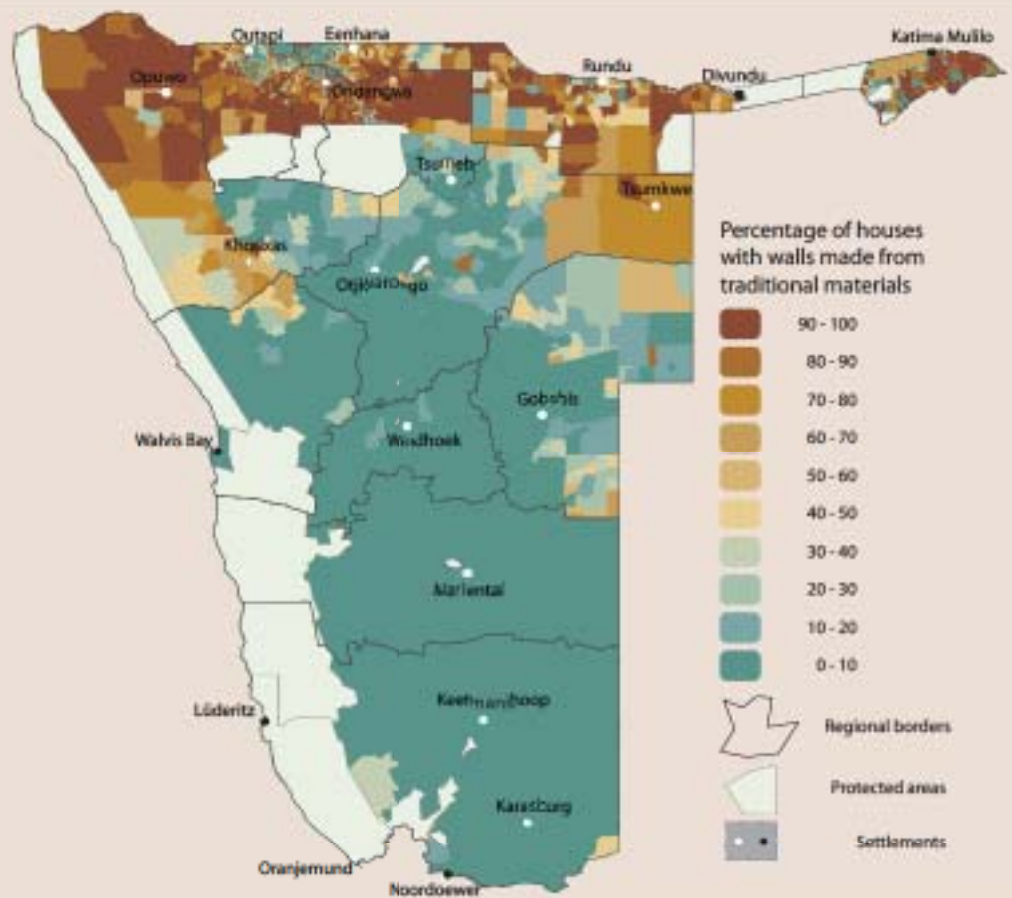 Outapi
Eenhana
Katima Mulilo
Opuwo
Ondangwa
Rundu
Divundu
Tsumeb
Tsumkwe
Khorixas
Otjiwarongo
Gobabis
Walvis Bay
Windhoek
Mariental
Lüderitz
Keetmanshoop
Karasburg
Oranjemund
Noordoewer
Percentage of houses
with walls made from
traditional materials
90 - 100
80 - 90
70 - 80
60 - 70
50 - 60
40 - 50
30 - 40
20 - 30
10 - 20
0 - 10
Regional borders
Protected areas
Settlements